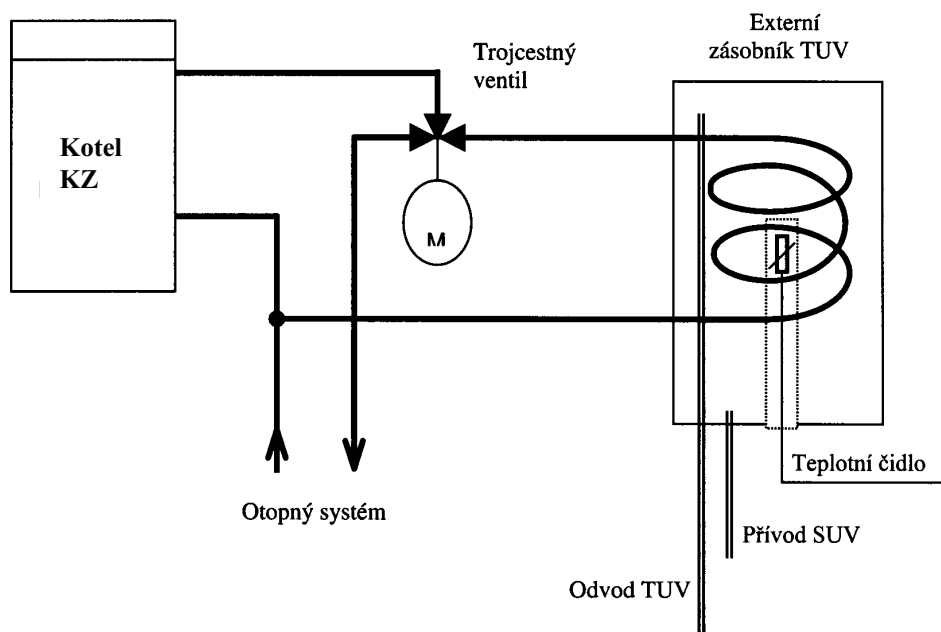 Externí
zásobník TUV
Trojcestný
ventil
Kotel
KZ
M
Teplotní čidlo
Otopný systém
Přívod SUV
Odvod TUV